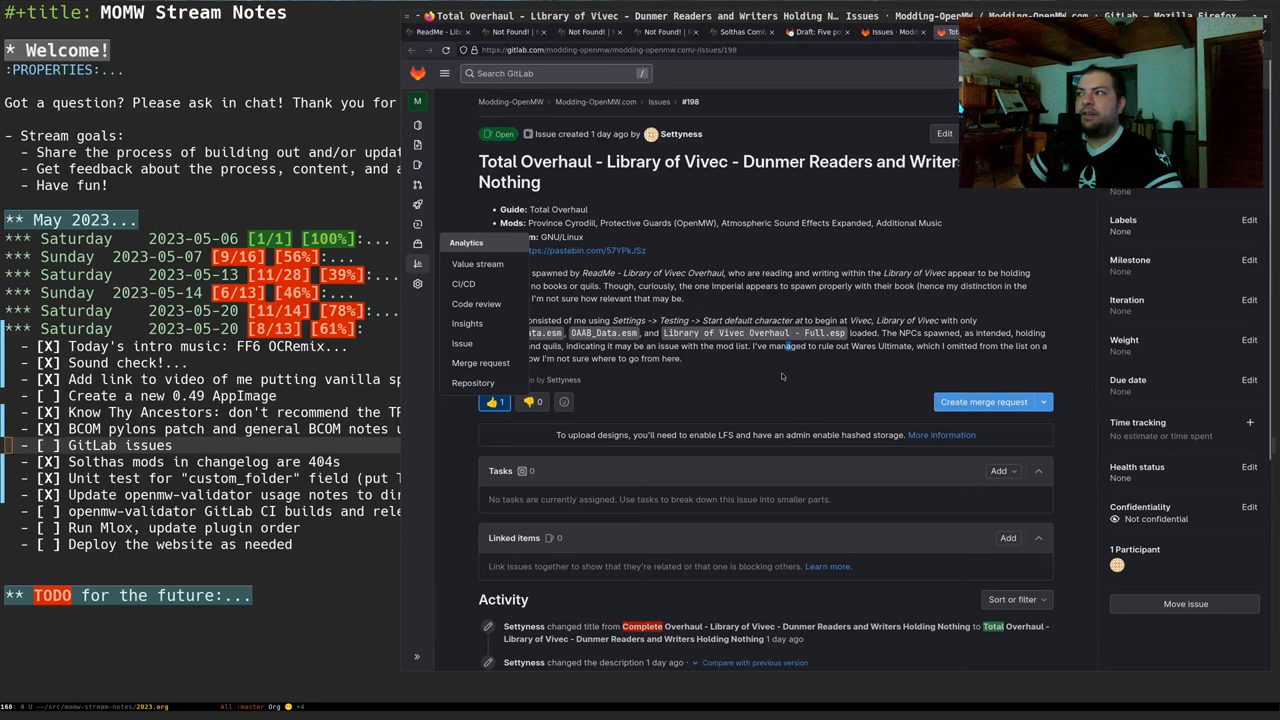 #+title: MOMW Stream Notes
* Welcome!
:PROPERTIES:...
Got a question? Please ask in chat! Thank you for
- Stream goals:
- Share the process of building out and/or updat
- Get feedback about the process, content, and a
- Have fun!
** May 2023...
*** Saturday 2023-05-06 [1/1] [100%]:...
*** Sunday 2023-05-07 [9/16] [56%]:...
*** Saturday 2023-05-13 [11/28] [39%]:...
*** Sunday 2023-05-14 [6/13] [46%]:...
*** Saturday 2023-05-20 [11/14] [78%]:...
*** Saturday 2023-05-20 [8/13] [61%]:...
- [X] Today's intro music: FF6 OCRemix...
- [X] Sound check!...
- [X] Add link to video of me putting vanilla sp
- [ ] Create a new 0.49 AppImage
- [X] Know Thy Ancestors: don't recommend the TR
- [X] BCOM pylons patch and general BCOM notes u
- [ ] GitLab issues
- [X] Solthas mods in changelog are 404s
- [X] Unit test for "custom_folder" field (put T
- [X] Update openmw-validator usage notes to dir
- [ ] openmw-validator GitLab CI builds and rele
- [ ] Run Mlox, update plugin order
- [ ] Deploy the website as needed
** TODO for the future:...
168: 0 U ~~/src/momw-stream-notes/2023.org All :master Org +4
Total Overhaul - Library of Vivec - Dunmer Readers and Writers Holding N… Issues · Modding-OpenMW / Modding-OpenMW.com · GitLab — Mozilla Firefox
ReadMe - Lib
Not Found! |
Not Found! |
Not Found! |
Solthas Comb
Draft: Five po
Issues · Modd
Tot
https://gitlab.com/modding-openmw/modding-openmw.com/-/issues/198
Search GitLab /
M
Modding-OpenMW Modding-OpenMW.com Issues #198
Open Issue created 1 day ago by Settyness Edit
Total Overhaul - Library of Vivec - Dunmer Readers and Writers
Nothing
Guide: Total Overhaul
Mods: Province Cyrodiil, Protective Guards (OpenMW), Atmospheric Sound Effects Expanded, Additional Music
m: GNU/Linux
ttps://pastebin.com/57YPkJSz
spawned by ReadMe - Library of Vivec Overhaul, who are reading and writing within the Library of Vivec appear to be holding
no books or quils. Though, curiously, the one Imperial appears to spawn properly with their book (hence my distinction in the
I'm not sure how relevant that may be.
onsisted of me using Settings -> Testing -> Start default character at to begin at Vivec, Library of Vivec with only
ata.esm, OAAB_Data.esm, and Library of Vivec Overhaul - Full.esp loaded. The NPCs spawned, as intended, holding
nd quils, indicating it may be an issue with the mod list. I've managed to rule out Wares Ultimate, which I omitted from the list on a
ow I'm not sure where to go from here.
o by Settyness
Analytics
Value stream
CI/CD
Code review
Insights
Issue
Merge request
Repository
1 0
Create merge request
To upload designs, you'll need to enable LFS and have an admin enable hashed storage. More information
Tasks 0 Add
No tasks are currently assigned. Use tasks to break down this issue into smaller parts.
Linked items 0 Add
Link issues together to show that they're related or that one is blocking others. Learn more.
Activity Sort or filter
Settyness changed title from Complete Overhaul - Library of Vivec - Dunmer Readers and Writers Holding Nothing to Total Overhaul -
Library of Vivec - Dunmer Readers and Writers Holding Nothing 1 day ago
Settyness changed the description 1 day ago · Compare with previous version
Labels Edit
None
Milestone Edit
None
Iteration Edit
None
Weight Edit
None
Due date Edit
None
Time tracking +
No estimate or time spent
Health status Edit
None
Confidentiality Edit
Not confidential
1 Participant
Move issue